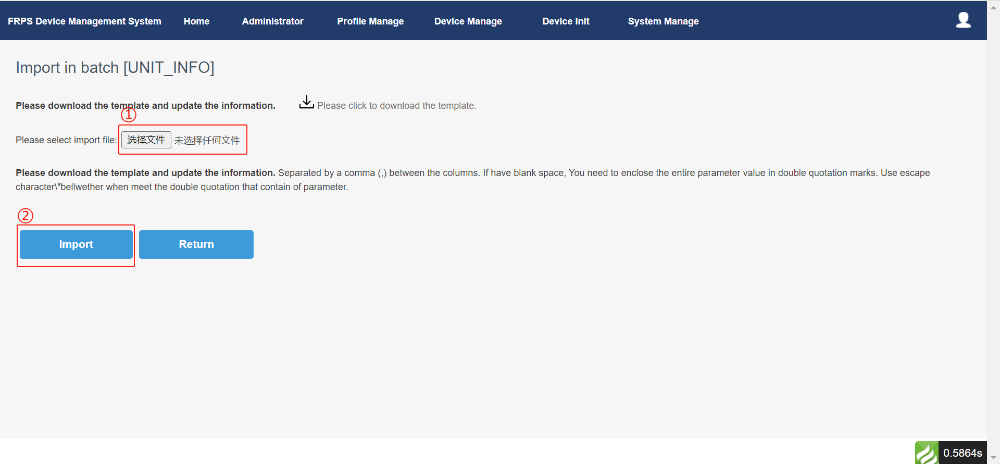 FRPS Device Management System Home Administrator Profile Manage Device Manage Device Init System Manage
Import in batch [UNIT_INFO]
Please download the template and update the information. Please click to download the template.
①
Please select import file: 选择文件 未选择任何文件
Please download the template and update the information. Separated by a comma (,) between the columns. If have blank space, You need to enclose the entire parameter value in double quotation marks. Use escape
character\"bellwether when meet the double quotation that contain of parameter.
②
Import Return
0.5864s